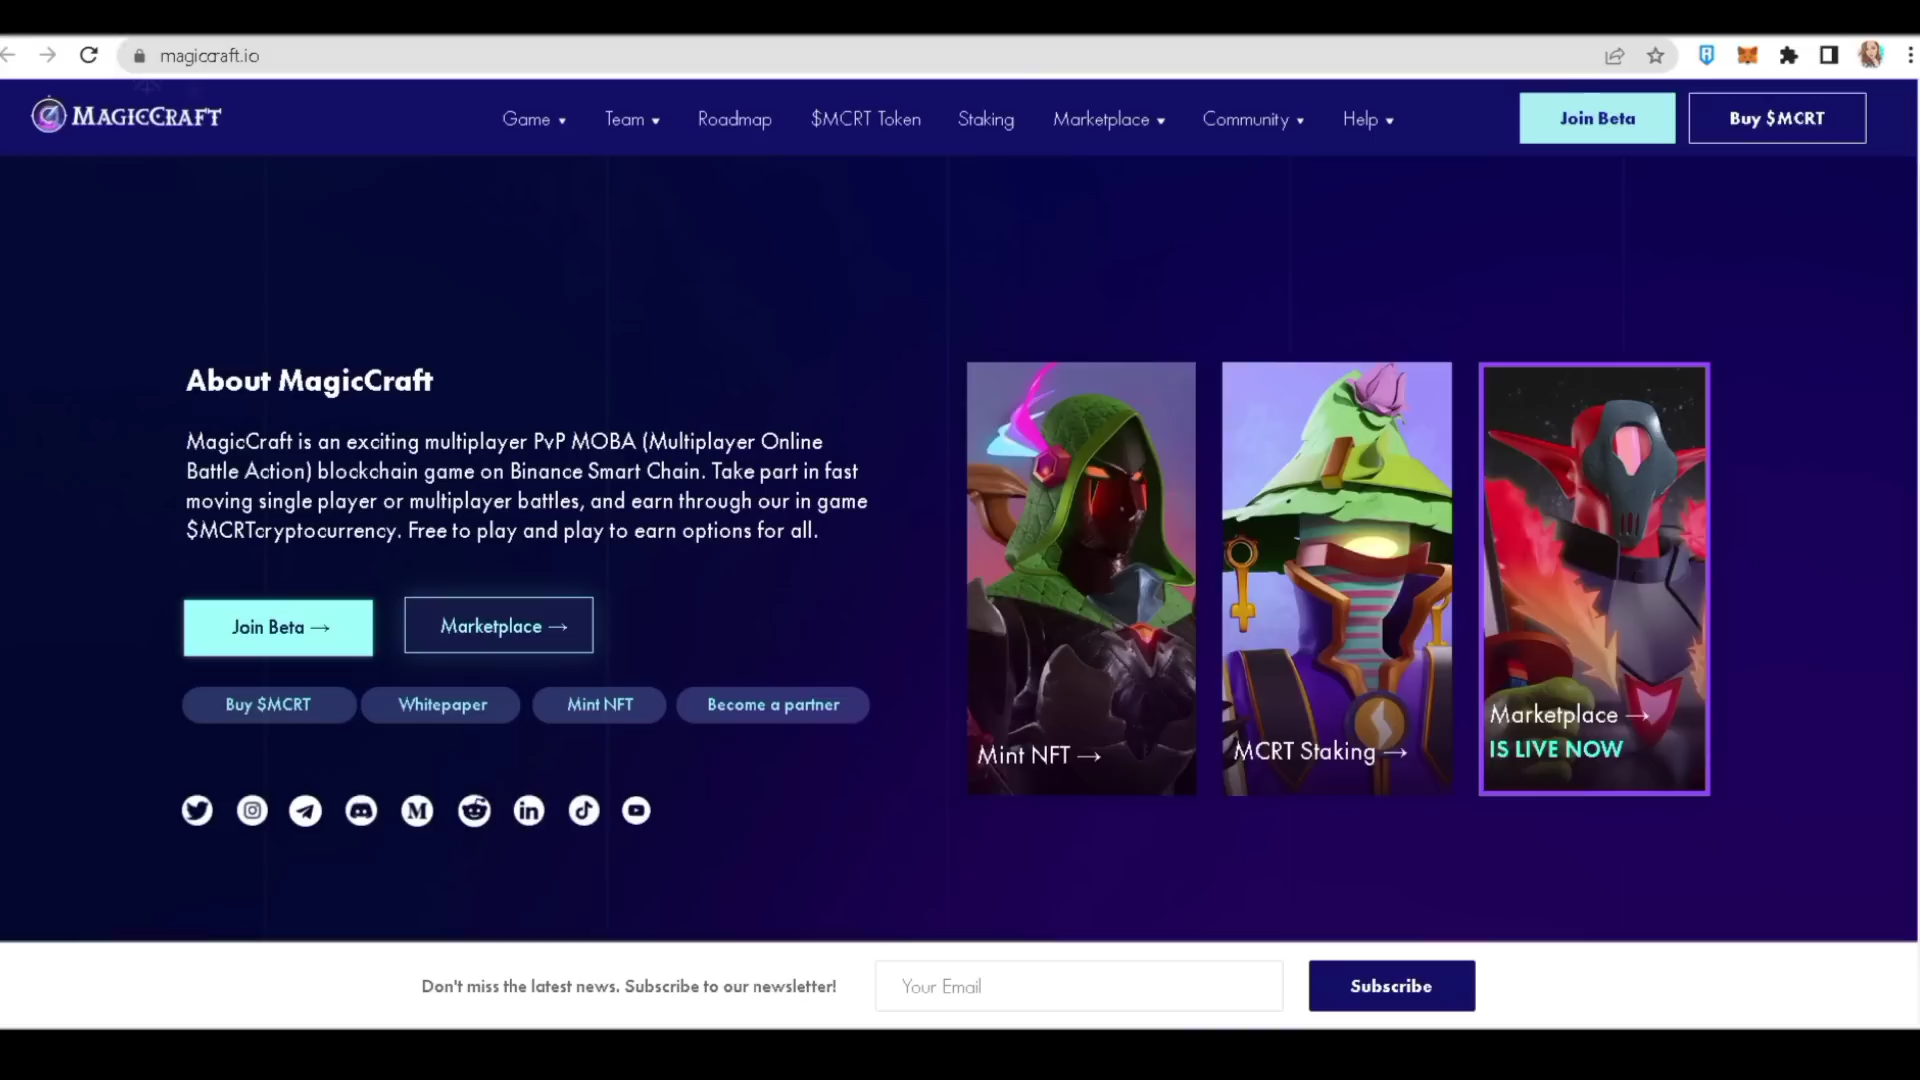 magiccraft.io
MAGICCRAFT
Game
Team
Roadmap
$MCRT Token
Staking
Marketplace
Community
Help
Join Beta
Buy $MCRT
About MagicCraft
MagicCraft is an exciting multiplayer PvP MOBA (Multiplayer Online
Battle Action) blockchain game on Binance Smart Chain. Take part in fast
moving single player or multiplayer battles, and earn through our in game
$MCRTcryptocurrency. Free to play and play to earn options for all.
Join Beta →
Marketplace →
Buy $MCRT
Whitepaper
Mint NFT
Become a partner
Mint NFT →
MCRT Staking →
Marketplace →
IS LIVE NOW
Don't miss the latest news. Subscribe to our newsletter!
Your Email
Subscribe